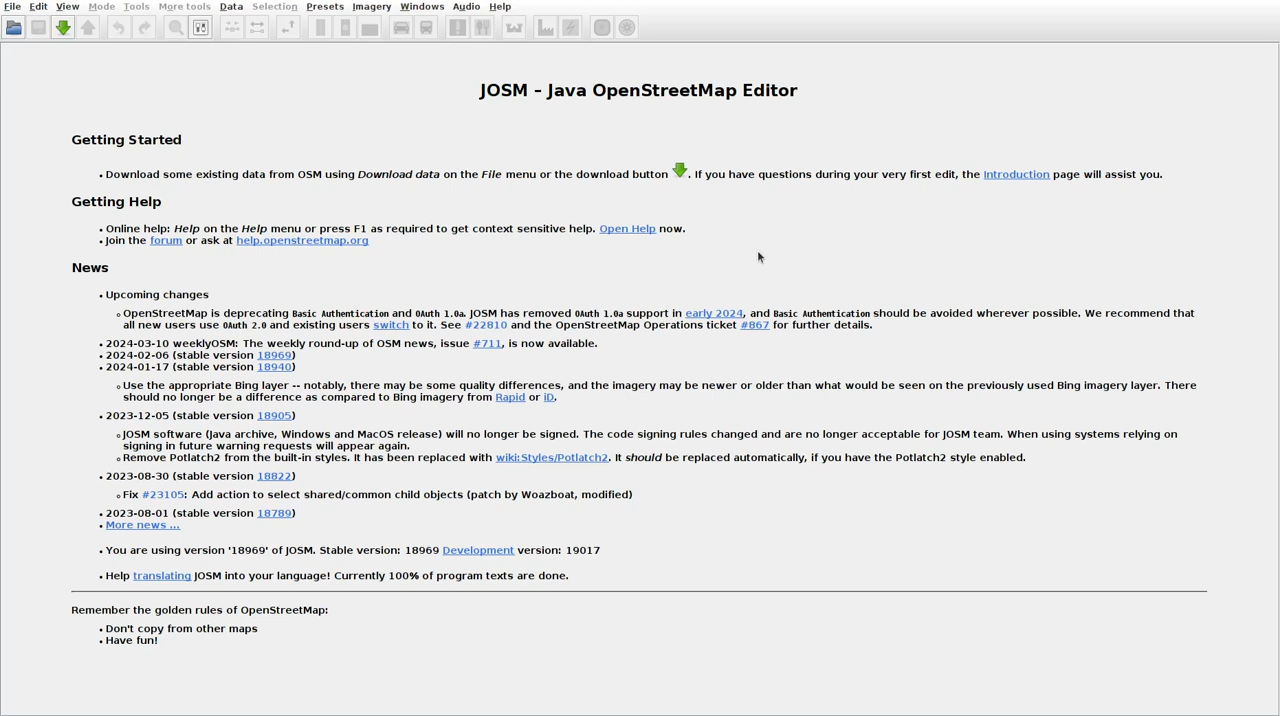 File Edit View Mode Tools More tools Data Selection Presets Imagery Windows Audio Help
JOSM – Java OpenStreetMap Editor
Getting Started
• Download some existing data from OSM using Download data on the File menu or the download button . If you have questions during your very first edit, the Introduction page will assist you.
Getting Help
• Online help: Help on the Help menu or press F1 as required to get context sensitive help. Open Help now.
• Join the forum or ask at help.openstreetmap.org
News
• Upcoming changes
◦ OpenStreetMap is deprecating Basic Authentication and OAuth 1.0a. JOSM has removed OAuth 1.0a support in early 2024, and Basic Authentication should be avoided wherever possible. We recommend that
all new users use OAuth 2.0 and existing users switch to it. See #22810 and the OpenStreetMap Operations ticket #867 for further details.
• 2024-03-10 weeklyOSM: The weekly round-up of OSM news, issue #711, is now available.
• 2024-02-06 (stable version 18969)
• 2024-01-17 (stable version 18940)
◦ Use the appropriate Bing layer -- notably, there may be some quality differences, and the imagery may be newer or older than what would be seen on the previously used Bing imagery layer. There
should no longer be a difference as compared to Bing imagery from Rapid or iD.
• 2023-12-05 (stable version 18905)
◦ JOSM software (Java archive, Windows and MacOS release) will no longer be signed. The code signing rules changed and are no longer acceptable for JOSM team. When using systems relying on
signing in future warning requests will appear again.
◦ Remove Potlatch2 from the built-in styles. It has been replaced with wiki:Styles/Potlatch2. It should be replaced automatically, if you have the Potlatch2 style enabled.
• 2023-08-30 (stable version 18822)
◦ Fix #23105: Add action to select shared/common child objects (patch by Woazboat, modified)
• 2023-08-01 (stable version 18789)
• More news ...
• You are using version '18969' of JOSM. Stable version: 18969 Development version: 19017
• Help translating JOSM into your language! Currently 100% of program texts are done.
Remember the golden rules of OpenStreetMap:
• Don't copy from other maps
• Have fun!